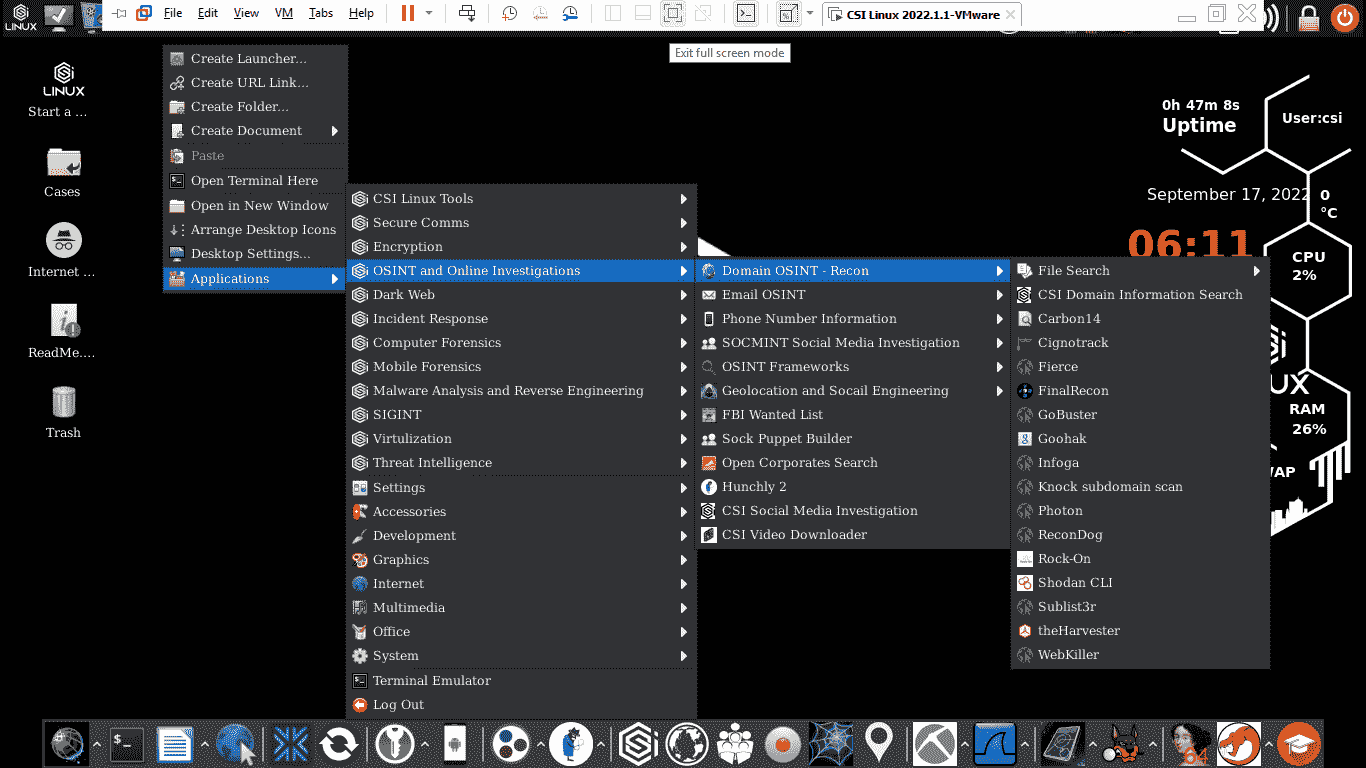 LINUX
File Edit View VM Tabs Help
CSI Linux 2022.1.1-VMware
Exit full screen mode
LINUX
Start a ...
Cases
Internet ...
ReadMe....
Trash
Create Launcher...
Create URL Link...
Create Folder...
Create Document
Paste
Open Terminal Here
Open in New Window
Arrange Desktop Icons
Desktop Settings...
Applications
CSI Linux Tools
Secure Comms
Encryption
OSINT and Online Investigations
Dark Web
Incident Response
Computer Forensics
Mobile Forensics
Malware Analysis and Reverse Engineering
SIGINT
Virtulization
Threat Intelligence
Settings
Accessories
Development
Graphics
Internet
Multimedia
Office
System
Terminal Emulator
Log Out
Domain OSINT - Recon
Email OSINT
Phone Number Information
SOCMINT Social Media Investigation
OSINT Frameworks
Geolocation and Socail Engineering
FBI Wanted List
Sock Puppet Builder
Open Corporates Search
Hunchly 2
CSI Social Media Investigation
CSI Video Downloader
File Search
CSI Domain Information Search
Carbon14
Cignotrack
Fierce
FinalRecon
GoBuster
Goohak
Infoga
Knock subdomain scan
Photon
ReconDog
Rock-On
Shodan CLI
Sublist3r
theHarvester
WebKiller
0h 47m 8s
Uptime
User:csi
September 17, 2022
0
°C
06:11
CPU
2%
UX
RAM
26%
AP
64